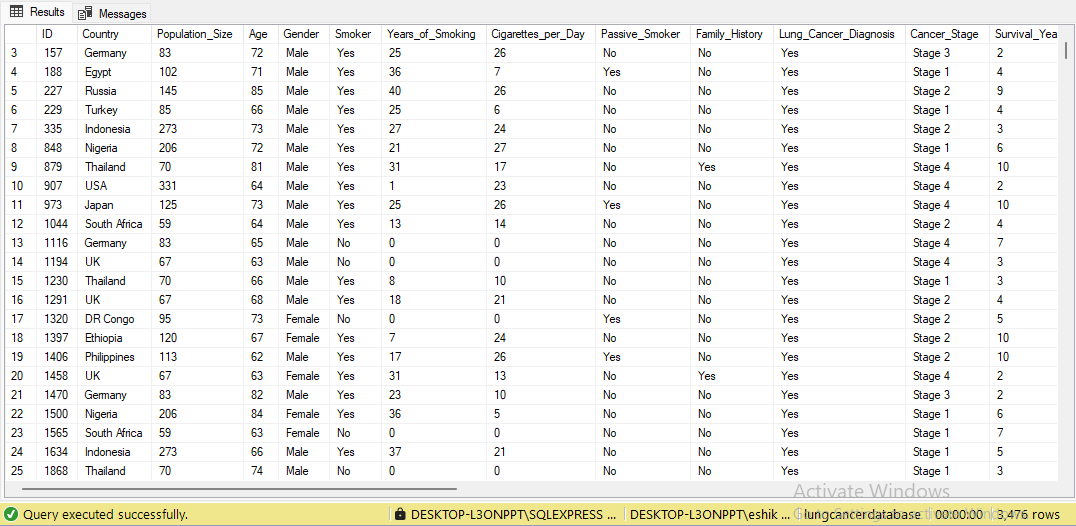 Results Messages
ID Country Population_Size Age Gender Smoker Years_of_Smoking Cigarettes_per_Day Passive_Smoker Family_History Lung_Cancer_Diagnosis Cancer_Stage Survival_Yea
3 157 Germany 83 72 Male Yes 25 26 No No Yes Stage 3 2
4 188 Egypt 102 71 Male Yes 36 7 Yes No Yes Stage 1 4
5 227 Russia 145 85 Male Yes 40 26 No No Yes Stage 2 9
6 229 Turkey 85 66 Male Yes 25 6 No No Yes Stage 1 4
7 335 Indonesia 273 73 Male Yes 27 24 No No Yes Stage 2 3
8 848 Nigeria 206 72 Male Yes 21 27 No No Yes Stage 1 6
9 879 Thailand 70 81 Male Yes 31 17 No Yes Yes Stage 4 10
10 907 USA 331 64 Male Yes 1 23 No No Yes Stage 4 2
11 973 Japan 125 73 Male Yes 25 26 Yes No Yes Stage 4 10
12 1044 South Africa 59 64 Male Yes 13 14 No No Yes Stage 2 4
13 1116 Germany 83 65 Male No 0 0 No No Yes Stage 4 7
14 1194 UK 67 63 Male No 0 0 No No Yes Stage 4 3
15 1230 Thailand 70 66 Male Yes 8 10 No No Yes Stage 1 3
16 1291 UK 67 68 Male Yes 18 21 No No Yes Stage 2 4
17 1320 DR Congo 95 73 Female No 0 0 Yes No Yes Stage 2 5
18 1397 Ethiopia 120 67 Female Yes 7 24 No No Yes Stage 2 10
19 1406 Philippines 113 62 Male Yes 17 26 Yes No Yes Stage 2 10
20 1458 UK 67 63 Female Yes 31 13 No Yes Yes Stage 4 2
21 1470 Germany 83 82 Male Yes 23 10 No No Yes Stage 3 2
22 1500 Nigeria 206 84 Female Yes 36 5 No No Yes Stage 1 6
23 1565 South Africa 59 63 Female No 0 0 No No Yes Stage 1 7
24 1634 Indonesia 273 66 Male Yes 37 21 No No Yes Stage 1 5
25 1868 Thailand 70 74 Male No 0 0 No No Yes Stage 1 3
Activate Windows
Query executed successfully. DESKTOP-L3ONPPT\SQLEXPRESS ... DESKTOP-L3ONPPT\eshik ... lungcancerdatabase 00:00:00 3,476 rows